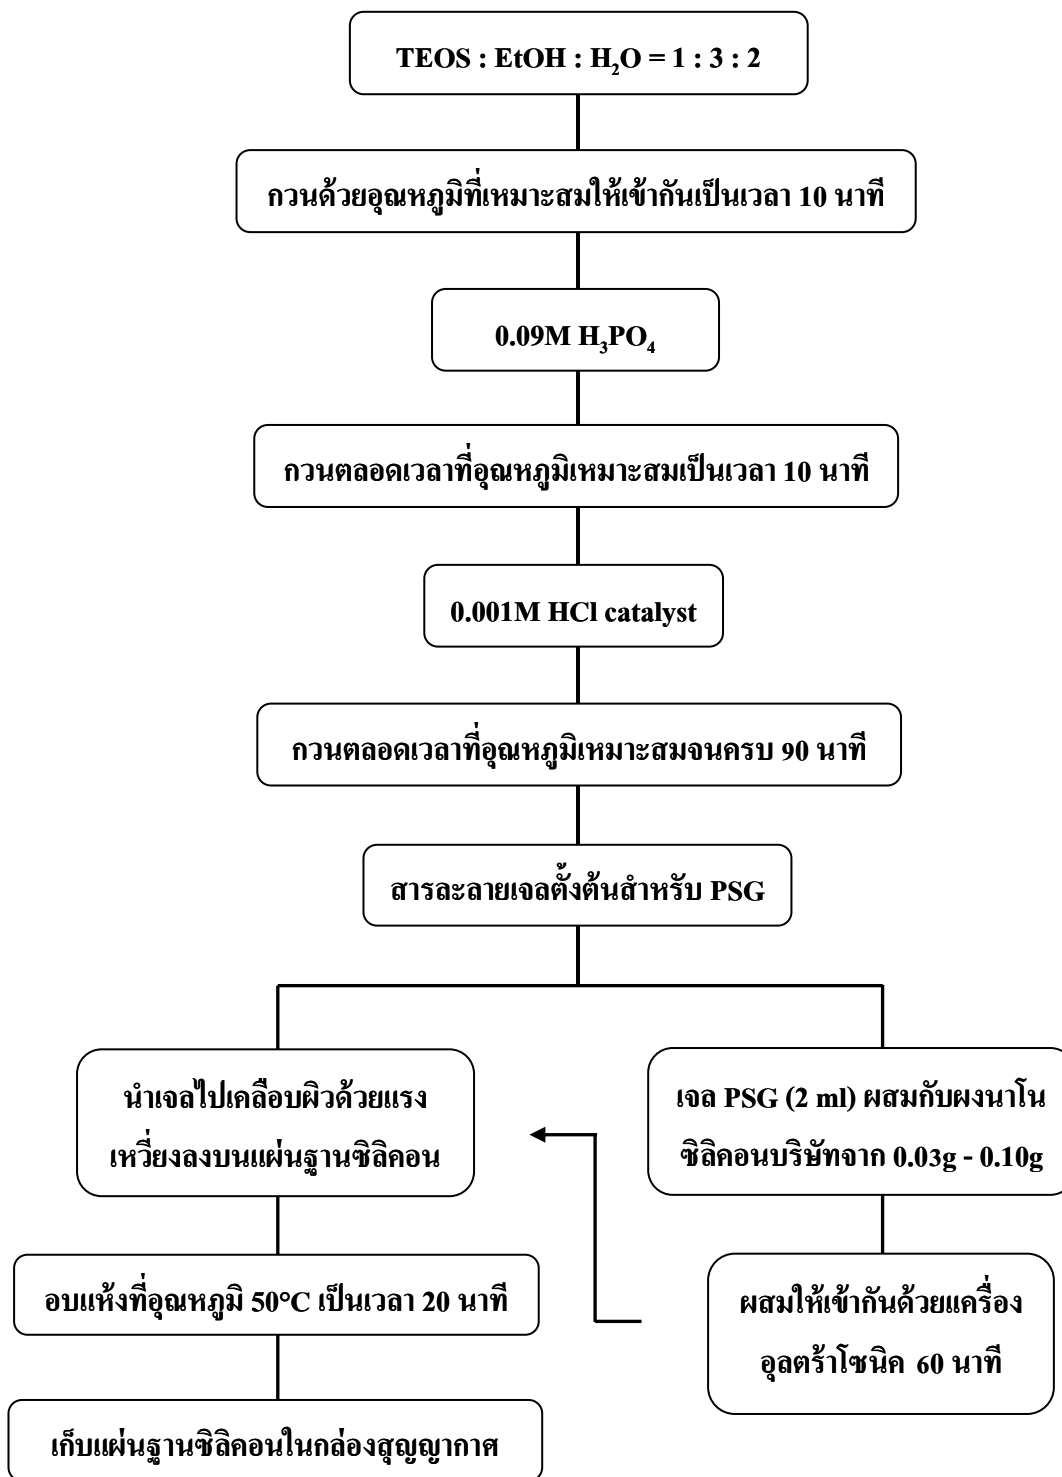 TEOS : EtOH : H₂O = 1 : 3 : 2
กวนด้วยอุณหภูมิที่เหมาะสมให้เข้ากันเป็นเวลา 10 นาที
0.09M H₃PO₄
กวนตลอดเวลาที่อุณหภูมิเหมาะสมเป็นเวลา 10 นาที
0.001M HCl catalyst
กวนตลอดเวลาที่อุณหภูมิเหมาะสมจนครบ 90 นาที
สารละลายเจลตั้งต้นสำหรับ PSG
นำเจลไปเคลือบผิวด้วยแรง
เหวี่ยงลงบนแผ่นฐานซิลิคอน
เจล PSG (2 ml) ผสมกับผงนาโน
ซิลิคอนบริษัทจาก 0.03g - 0.10g
อบแห้งที่อุณหภูมิ 50°C เป็นเวลา 20 นาที
ผสมให้เข้ากันด้วยแครื่อง
อุลตร้าโซนิค 60 นาที
เก็บแผ่นฐานซิลิคอนในกล่องสุญญากาศ